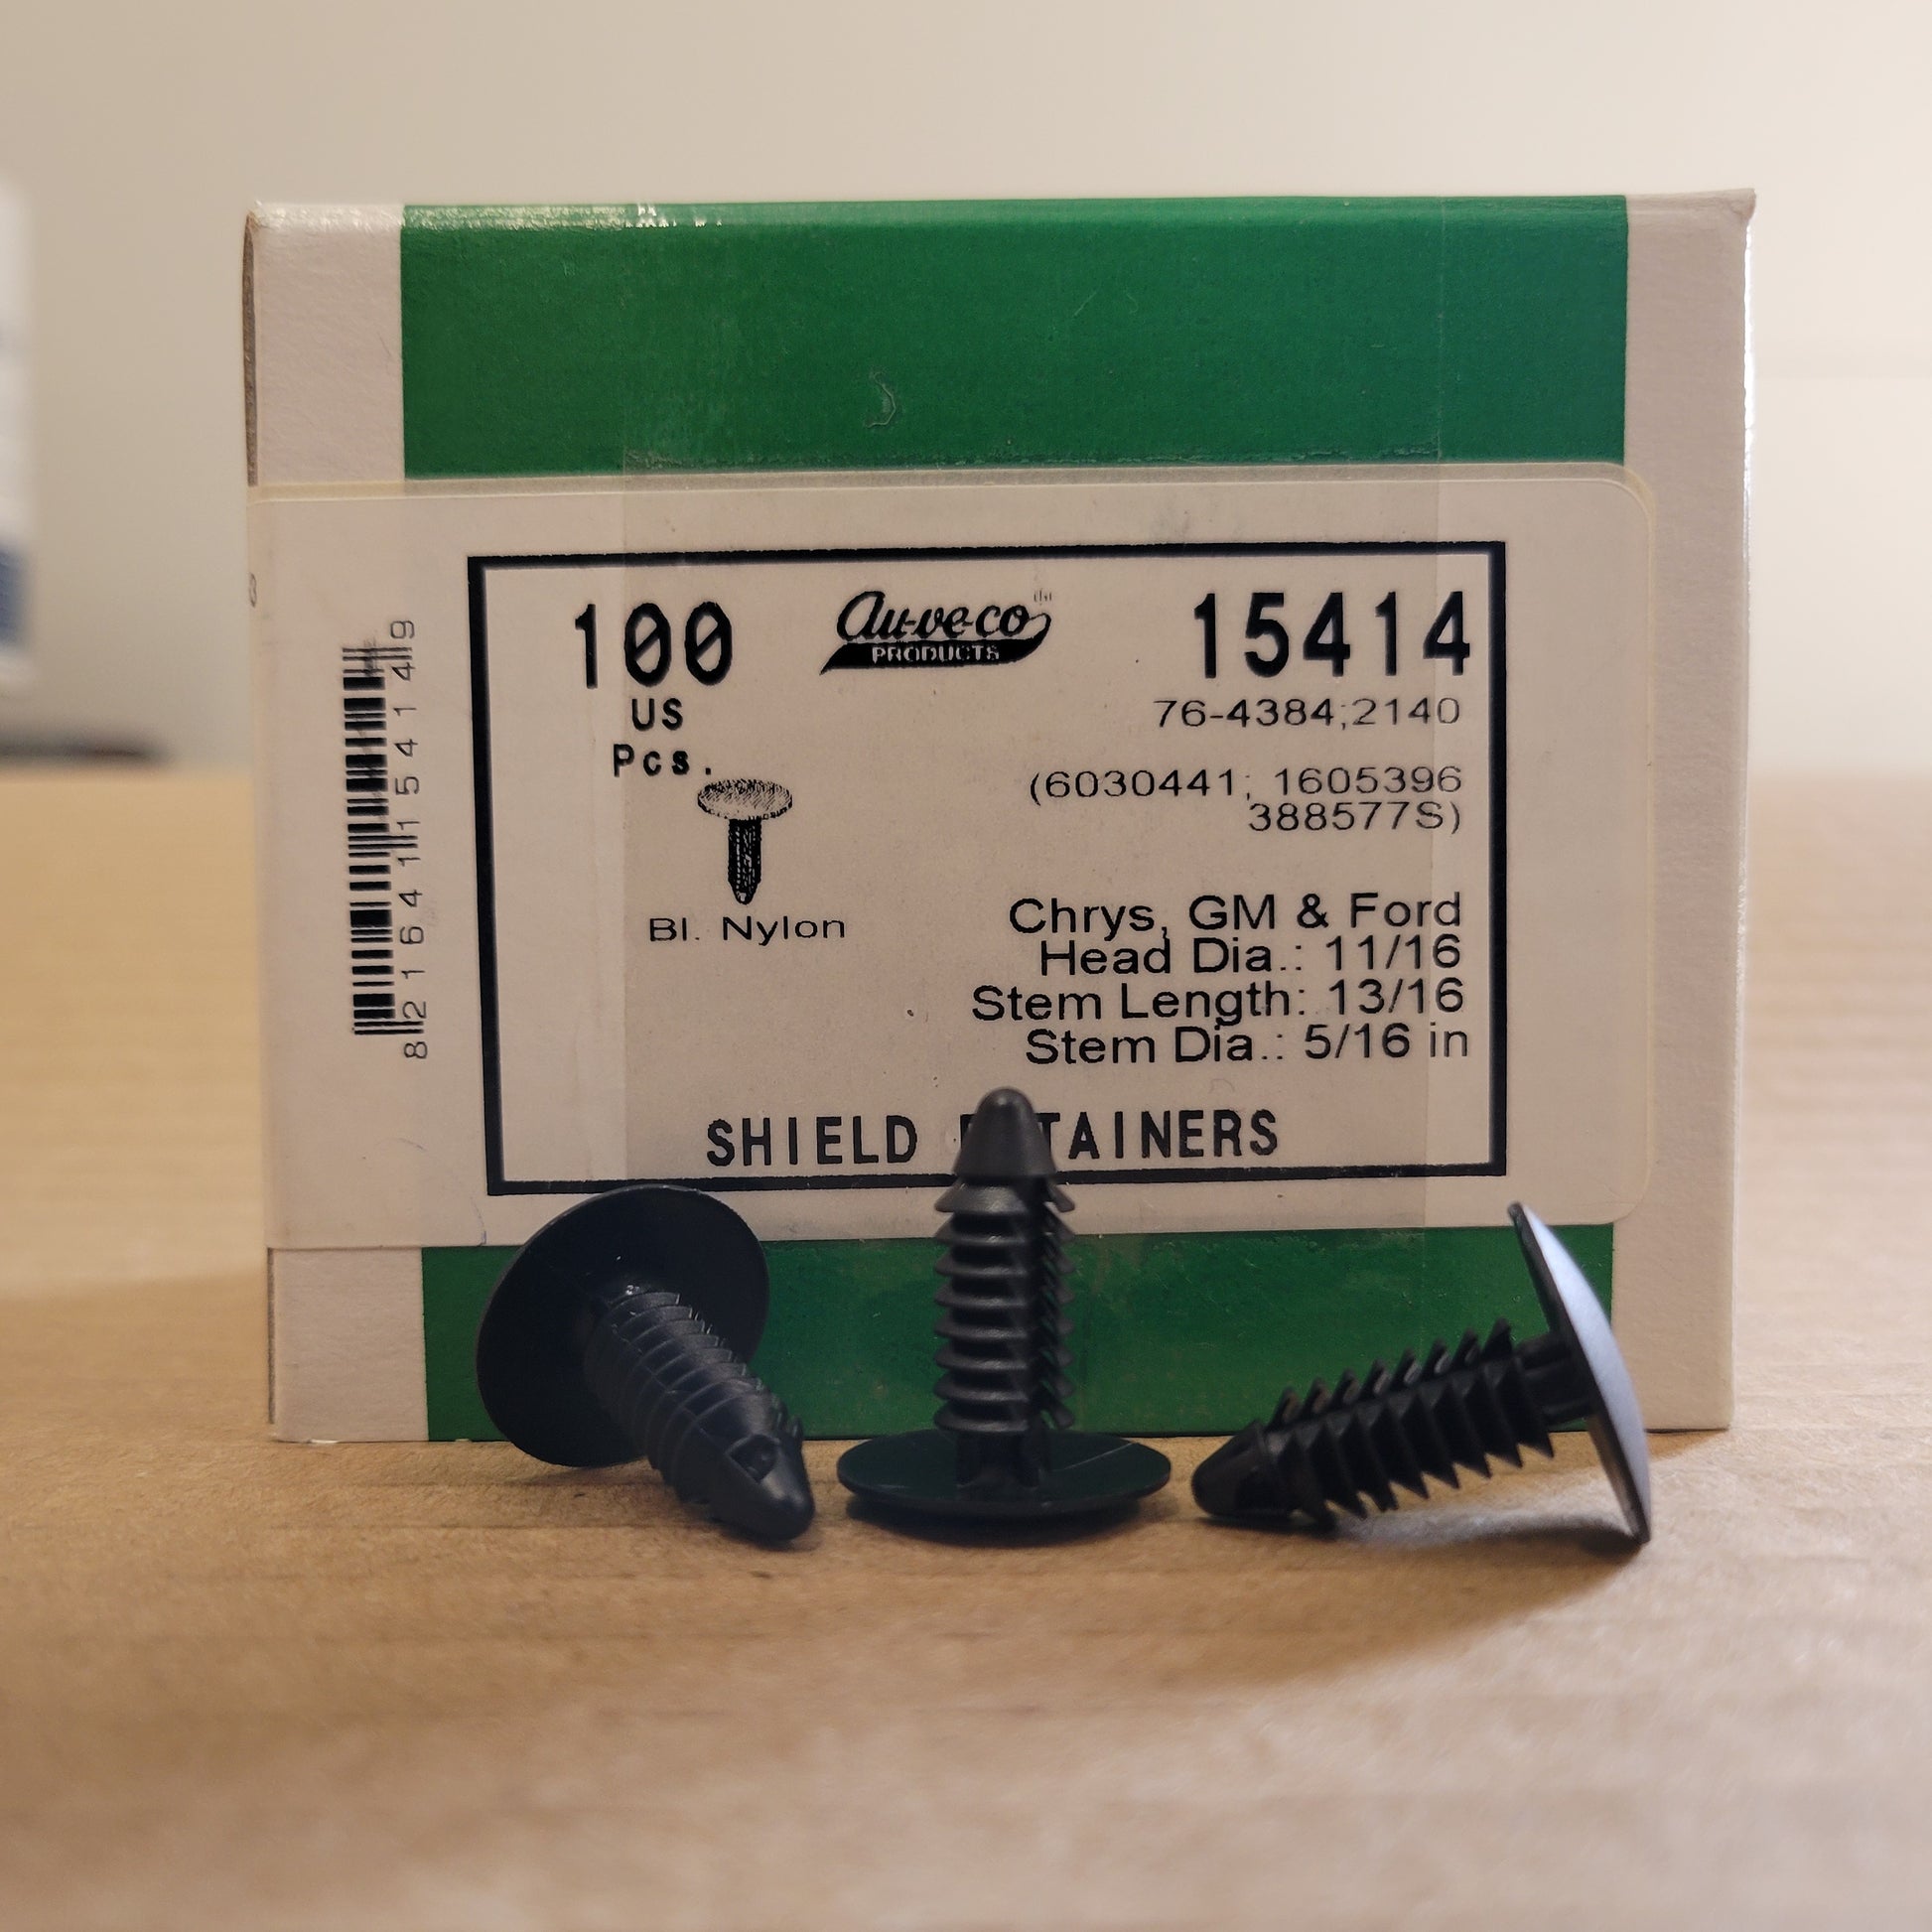 100
US
Pcs.
Au-ve-co
PRODUCTS
15414
76-4384;2140
(6030441; 1605396
388577S)
Bl. Nylon
Chrys, GM & Ford
Head Dia.: 11/16
Stem Length: 13/16
Stem Dia.: 5/16 in
SHIELD RETAINERS
8 21641 15414 9